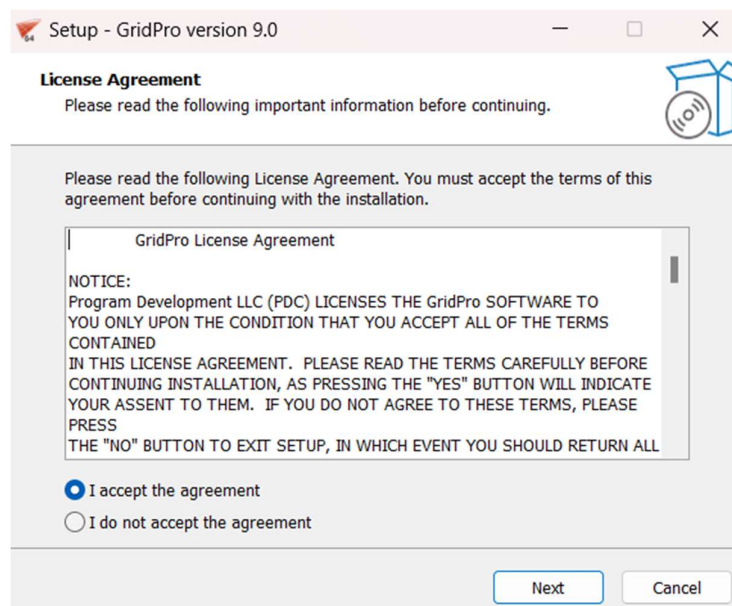 Setup - GridPro version 9.0
License Agreement
Please read the following important information before continuing.
Please read the following License Agreement. You must accept the terms of this
agreement before continuing with the installation.
GridPro License Agreement
NOTICE:
Program Development LLC (PDC) LICENSES THE GridPro SOFTWARE TO
YOU ONLY UPON THE CONDITION THAT YOU ACCEPT ALL OF THE TERMS
CONTAINED
IN THIS LICENSE AGREEMENT.  PLEASE READ THE TERMS CAREFULLY BEFORE
CONTINUING INSTALLATION, AS PRESSING THE "YES" BUTTON WILL INDICATE
YOUR ASSENT TO THEM.  IF YOU DO NOT AGREE TO THESE TERMS, PLEASE
PRESS
THE "NO" BUTTON TO EXIT SETUP, IN WHICH EVENT YOU SHOULD RETURN ALL
I accept the agreement
I do not accept the agreement
Next
Cancel